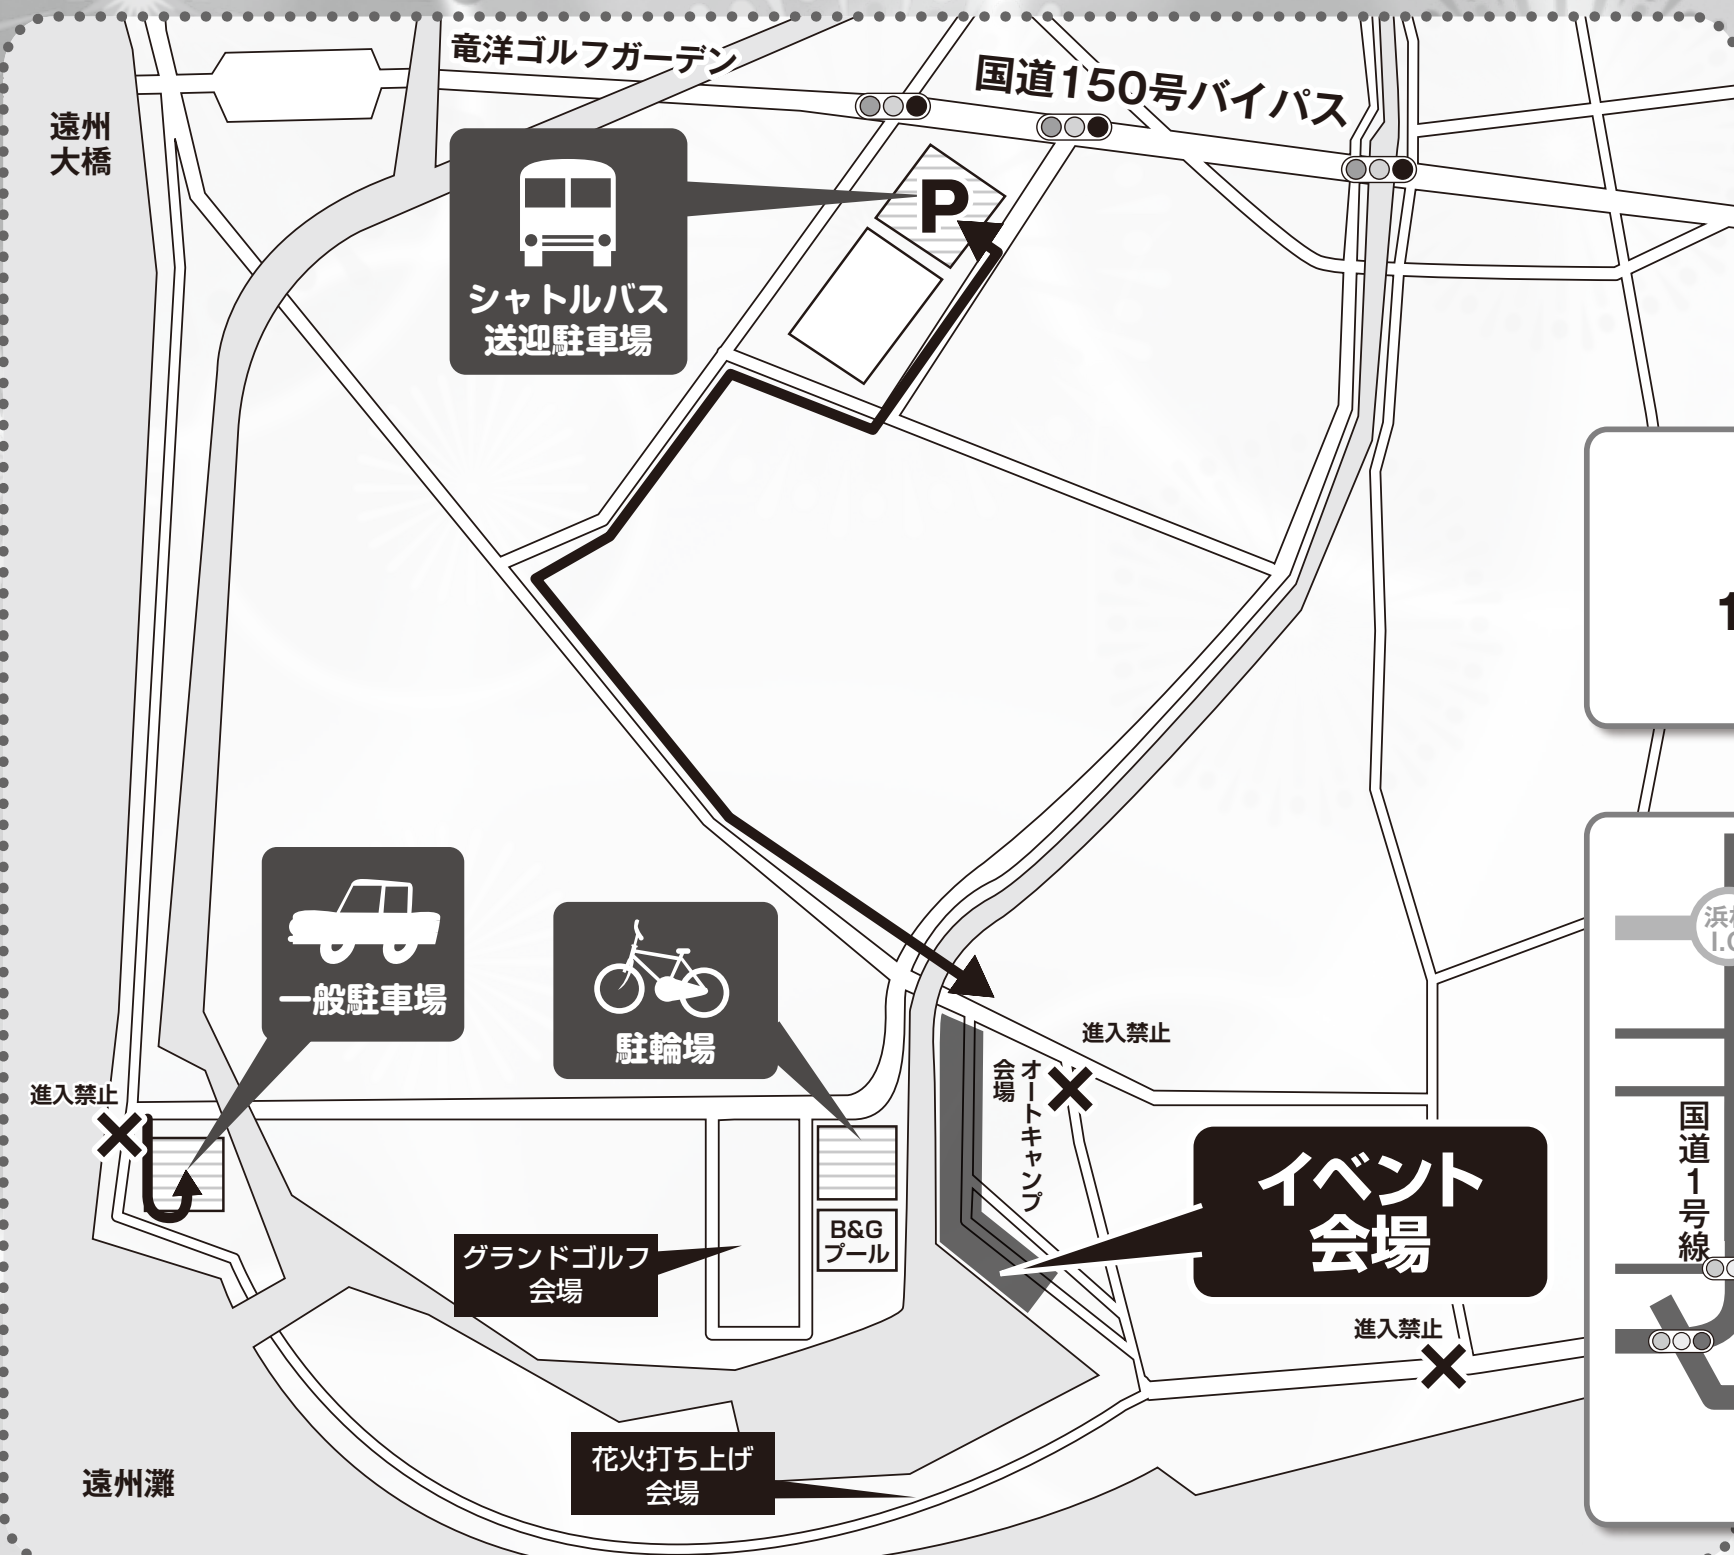 竜洋ゴルフガーデン
国道150号バイパス
遠州
大橋
P
シャトルバス
送迎駐車場
1
浜
I.C
一般駐車場
駐輪場
進入禁止
オートキャンプ
会場
進入禁止
国道1号線
イベント
会場
B&G
プール
グランドゴルフ
会場
進入禁止
花火打ち上げ
会場
遠州灘